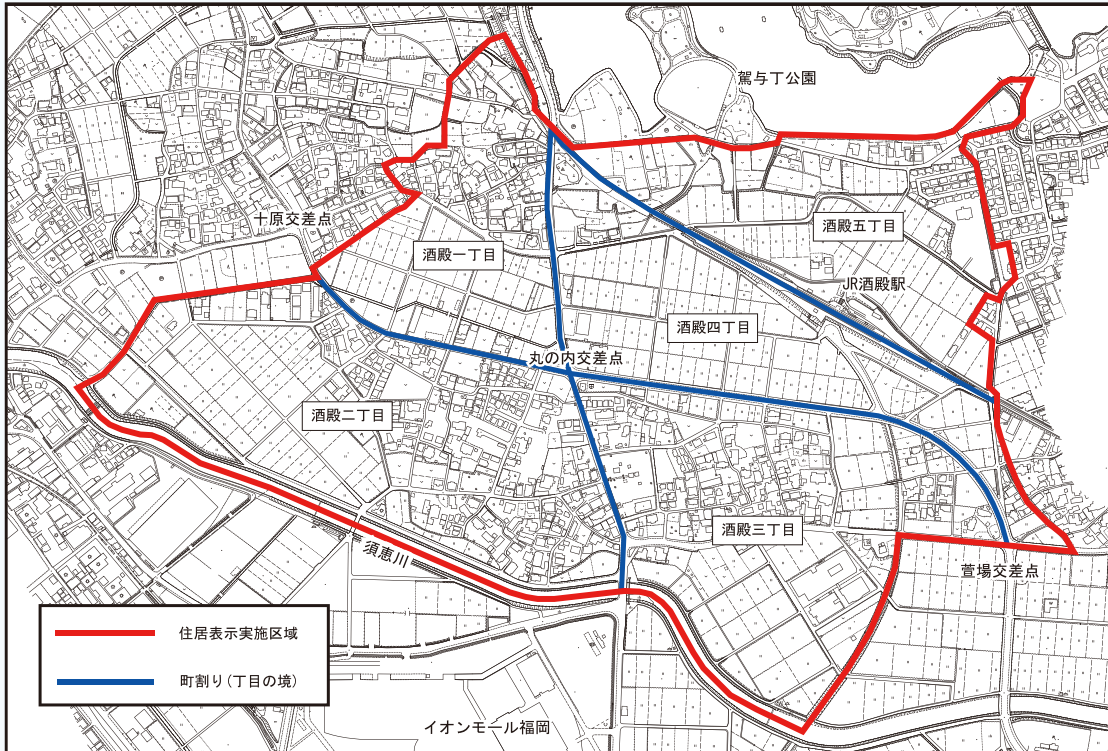 駕与丁公園
十原交差点
酒殿一丁目
酒殿五丁目
JR酒殿駅
酒殿四丁目
丸の内交差点
酒殿二丁目
酒殿三丁目
須恵川
萱場交差点
住居表示実施区域
町割り(丁目の境)
イオンモール福岡